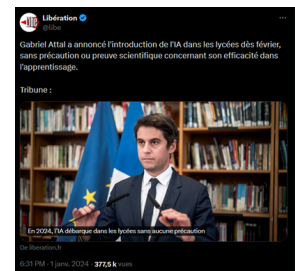 Libération
@libe
Gabriel Attal a annoncé l'introduction de l'IA dans les lycées dès février,
sans précaution ou preuve scientifique concernant son efficacité dans
l'apprentissage.
Tribune :
En 2024, l'IA débarque dans les lycées sans aucune précaution
De liberation.fr
6:31 PM · 1 janv. 2024 · 377,5 k vues